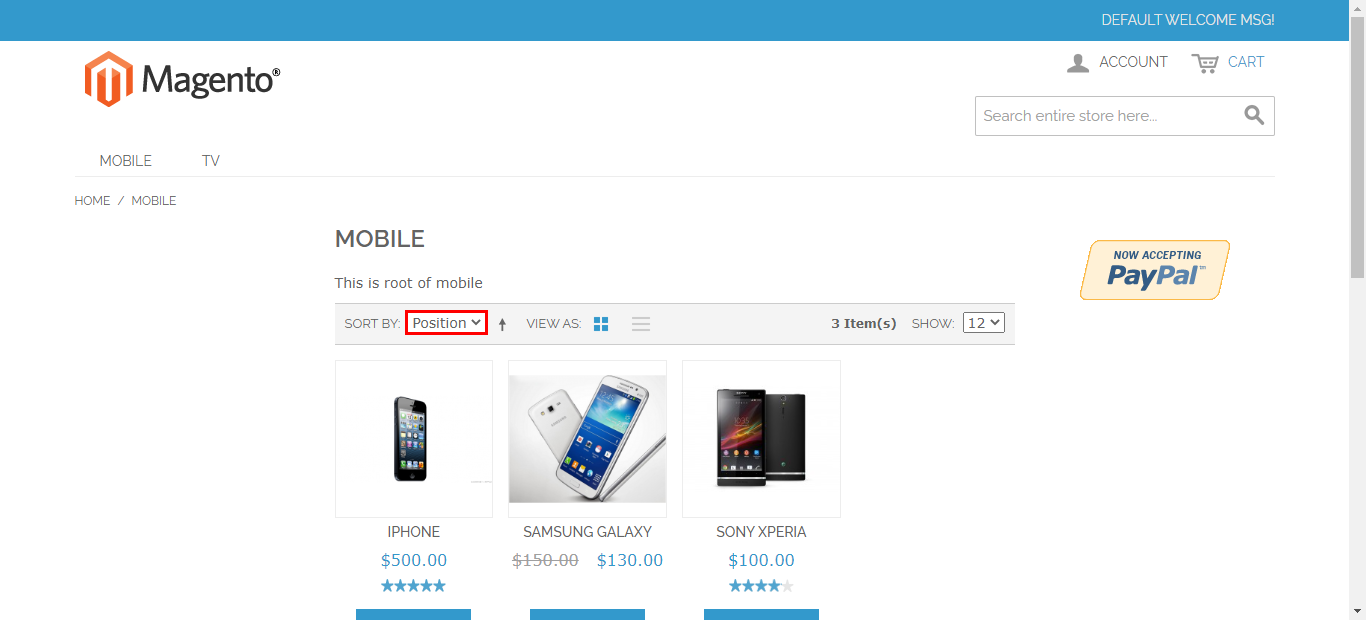 DEFAULT WELCOME MSG!
Magento®
ACCOUNT
CART
Search entire store here...
MOBILE
TV
HOME / MOBILE
MOBILE
NOW ACCEPTING
PayPal™
This is root of mobile
SORT BY: Position
VIEW AS:
3 Item(s)
SHOW: 12
IPHONE
SAMSUNG GALAXY
SONY XPERIA
$500.00
$150.00 $130.00
$100.00